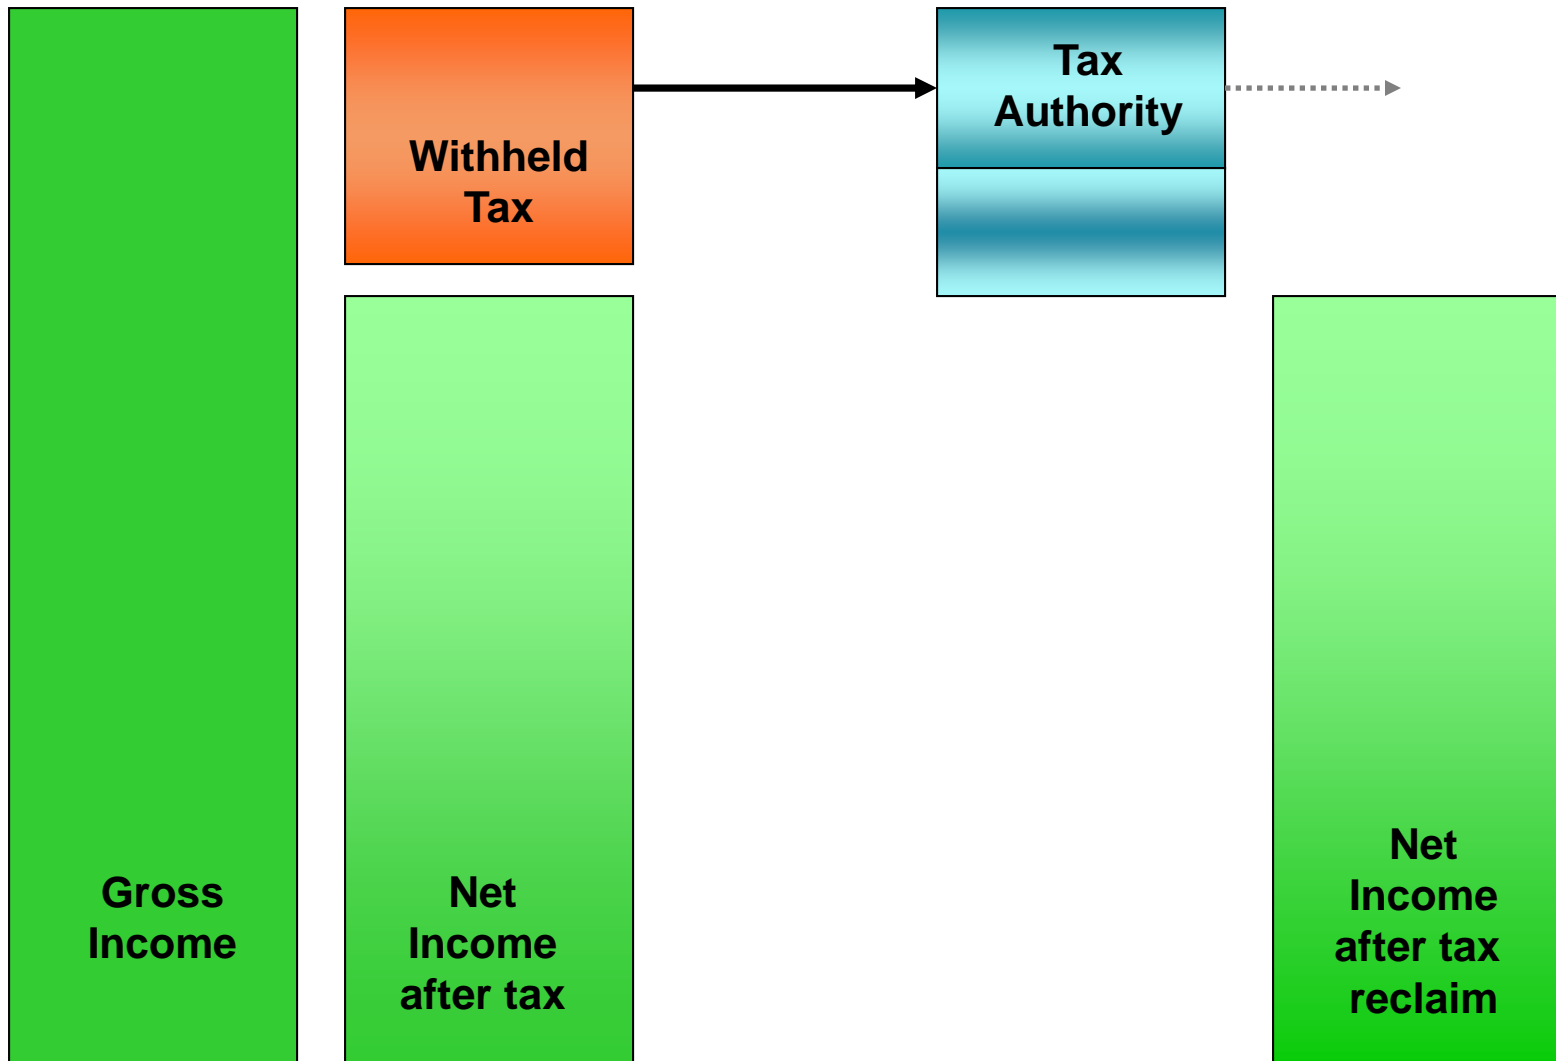 Tax
Authority
Withheld
Tax
Gross
Income
Net
Income
after tax
Net
Income
after tax
reclaim